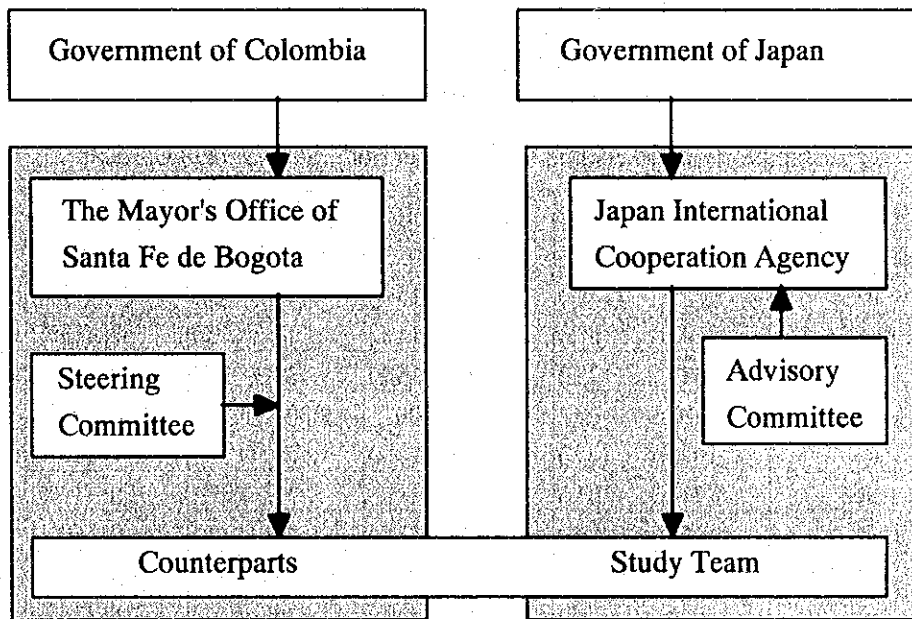 Government of Colombia
Government of Japan
The Mayor's Office of
Santa Fe de Bogota
Japan International
Cooperation Agency
Steering
Committee
Advisory
Committee
Counterparts
Study Team